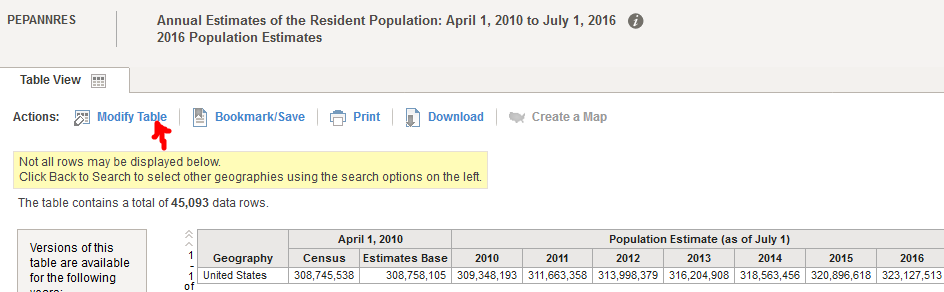 PEPANNRES
Annual Estimates of the Resident Population: April 1, 2010 to July 1, 2016
2016 Population Estimates
Table View
Actions: Modify Table Bookmark/Save Print Download Create a Map
Not all rows may be displayed below.
Click Back to Search to select other geographies using the search options on the left.
The table contains a total of 45,093 data rows.
Versions of this
table are available
for the following
years:
1
-
1
of
April 1, 2010 Population Estimate (as of July 1)
Geography Census Estimates Base 2010 2011 2012 2013 2014 2015 2016
United States 308,745,538 308,758,105 309,348,193 311,663,358 313,998,379 316,204,908 318,563,456 320,896,618 323,127,513